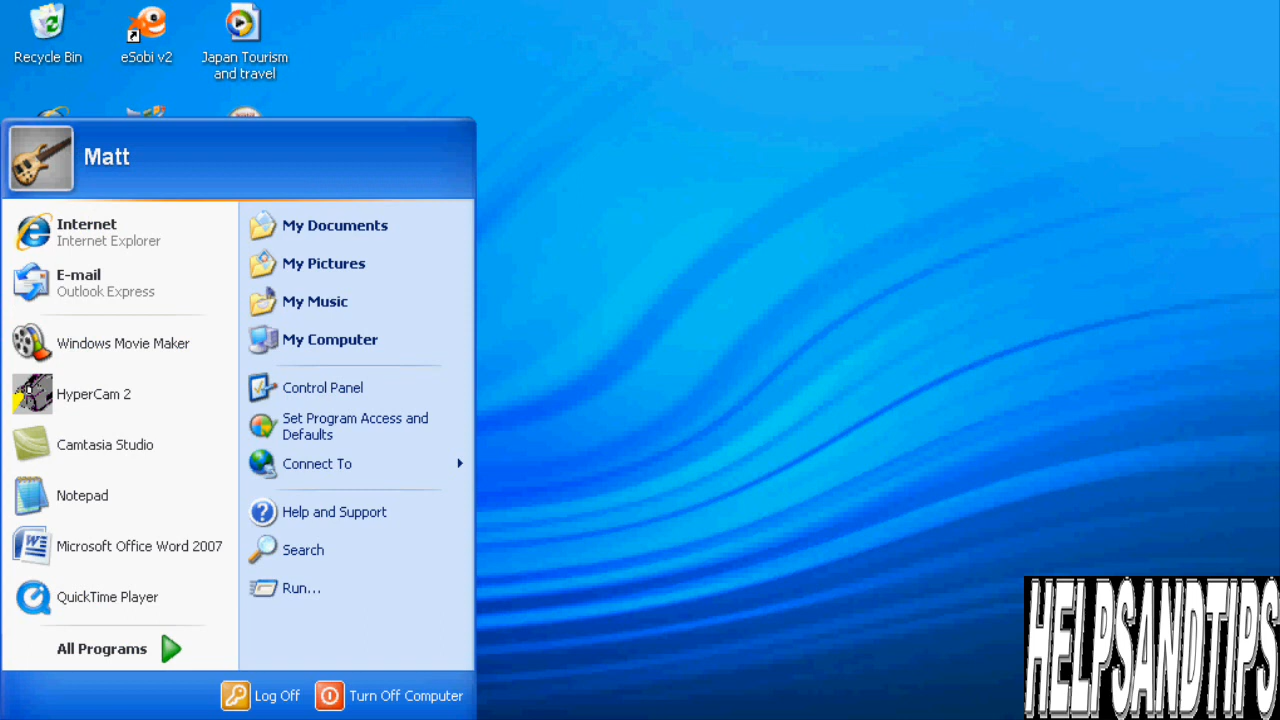 Recycle Bin
eSobi v2
Japan Tourism
and travel
Matt
Internet
Internet Explorer
E-mail
Outlook Express
Windows Movie Maker
HyperCam 2
Camtasia Studio
Notepad
Microsoft Office Word 2007
QuickTime Player
All Programs
My Documents
My Pictures
My Music
My Computer
Control Panel
Set Program Access and
Defaults
Connect To
Help and Support
Search
Run...
Log Off
Turn Off Computer
HELPSANDTIPS